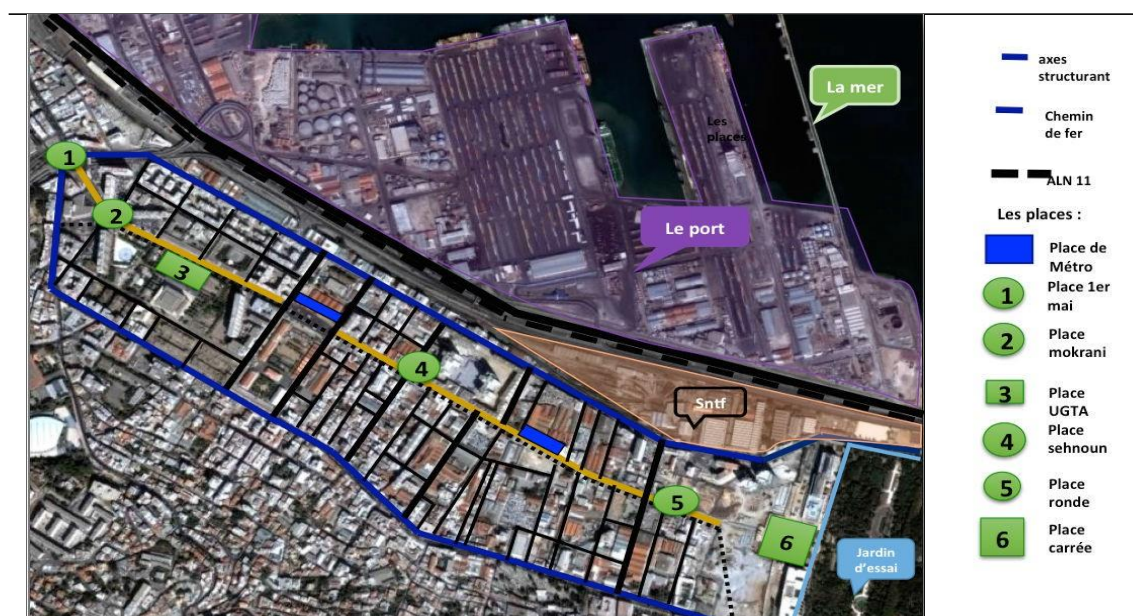 La mer
Les
places
Le port
Sntf
Jardin
d'essai
1
2
3
4
5
6
axes
structurant
Chemin
de fer
ALN 11
Les places :
Place de
Métro
1
Place 1er
mai
2
Place
mokrani
3
Place
UGTA
4
Place
sehnoun
5
Place
ronde
6
Place
carrée